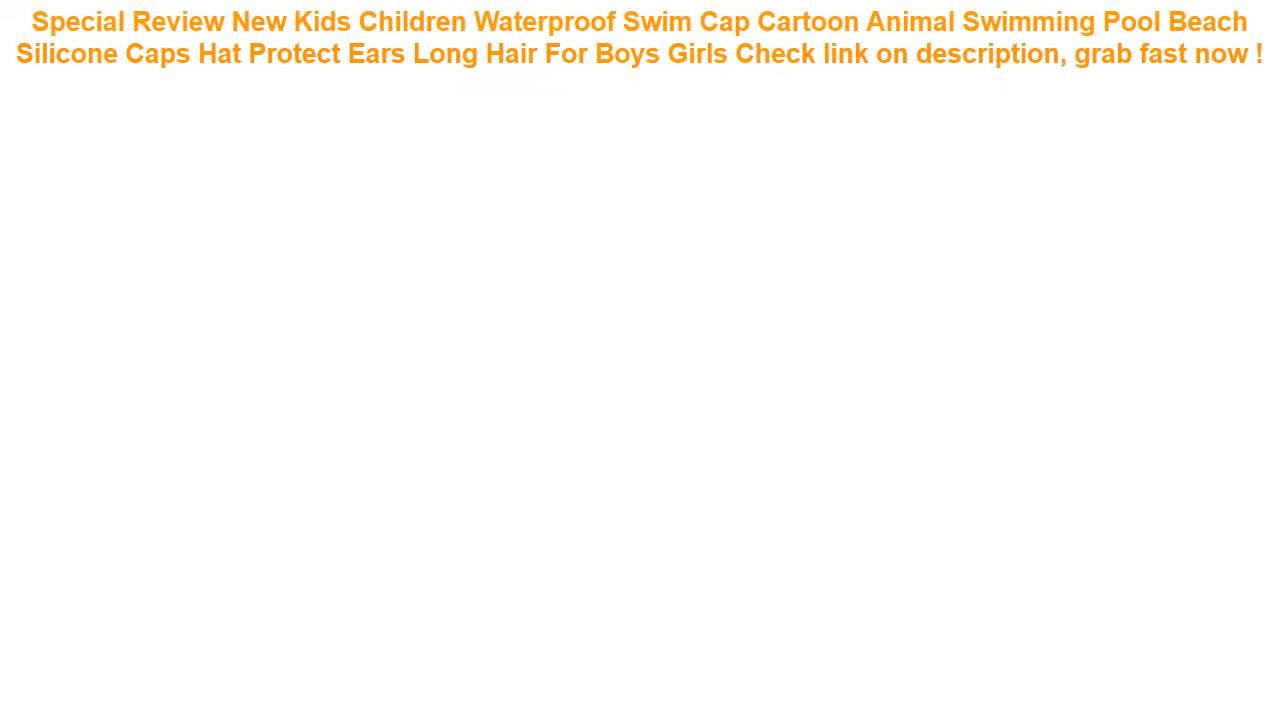 Special Review New Kids Children Waterproof Swim Cap Cartoon Animal Swimming Pool Beach
Silicone Caps Hat Protect Ears Long Hair For Boys Girls Check link on description, grab fast now !